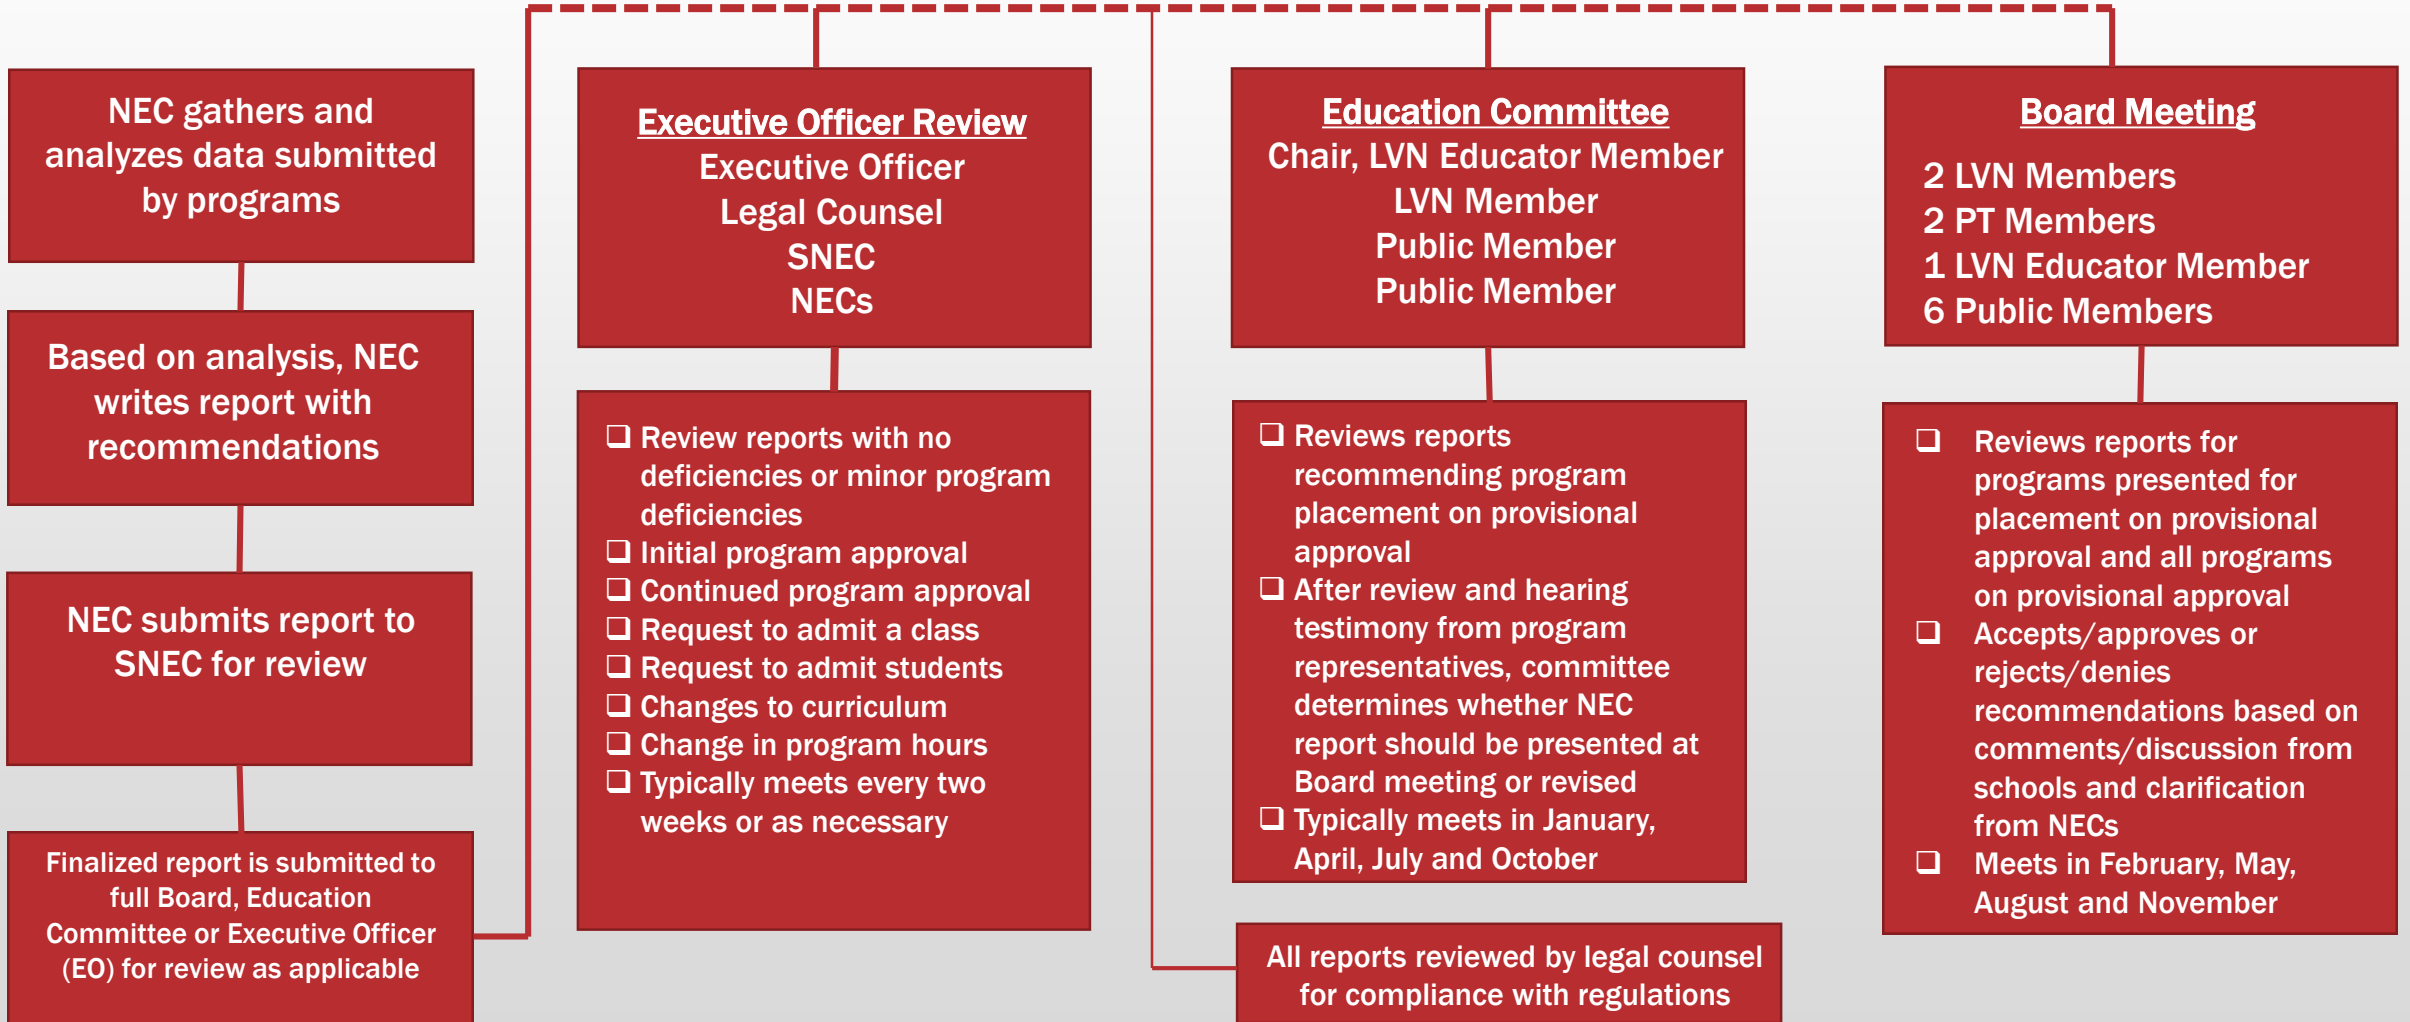 NEC gathers and
analyzes data submitted
by programs
Based on analysis, NEC
writes report with
recommendations
NEC submits report to
SNEC for review
Finalized report is submitted to
full Board, Education
Committee or Executive Officer
(EO) for review as applicable
Executive Officer Review
Executive Officer
Legal Counsel
SNEC
NECs
❑ Review reports with no
deficiencies or minor program
deficiencies
❑ Initial program approval
❑ Continued program approval
❑ Request to admit a class
❑ Request to admit students
❑ Changes to curriculum
❑ Change in program hours
❑ Typically meets every two
weeks or as necessary
Education Committee
Chair, LVN Educator Member
LVN Member
Public Member
Public Member
❑ Reviews reports
recommending program
placement on provisional
approval
❑ After review and hearing
testimony from program
representatives, committee
determines whether NEC
report should be presented at
Board meeting or revised
❑ Typically meets in January,
April, July and October
All reports reviewed by legal counsel
for compliance with regulations
Board Meeting
2 LVN Members
2 PT Members
1 LVN Educator Member
6 Public Members
❑ Reviews reports for
programs presented for
placement on provisional
approval and all programs
on provisional approval
❑ Accepts/approves or
rejects/denies
recommendations based on
comments/discussion from
schools and clarification
from NECs
❑ Meets in February, May,
August and November